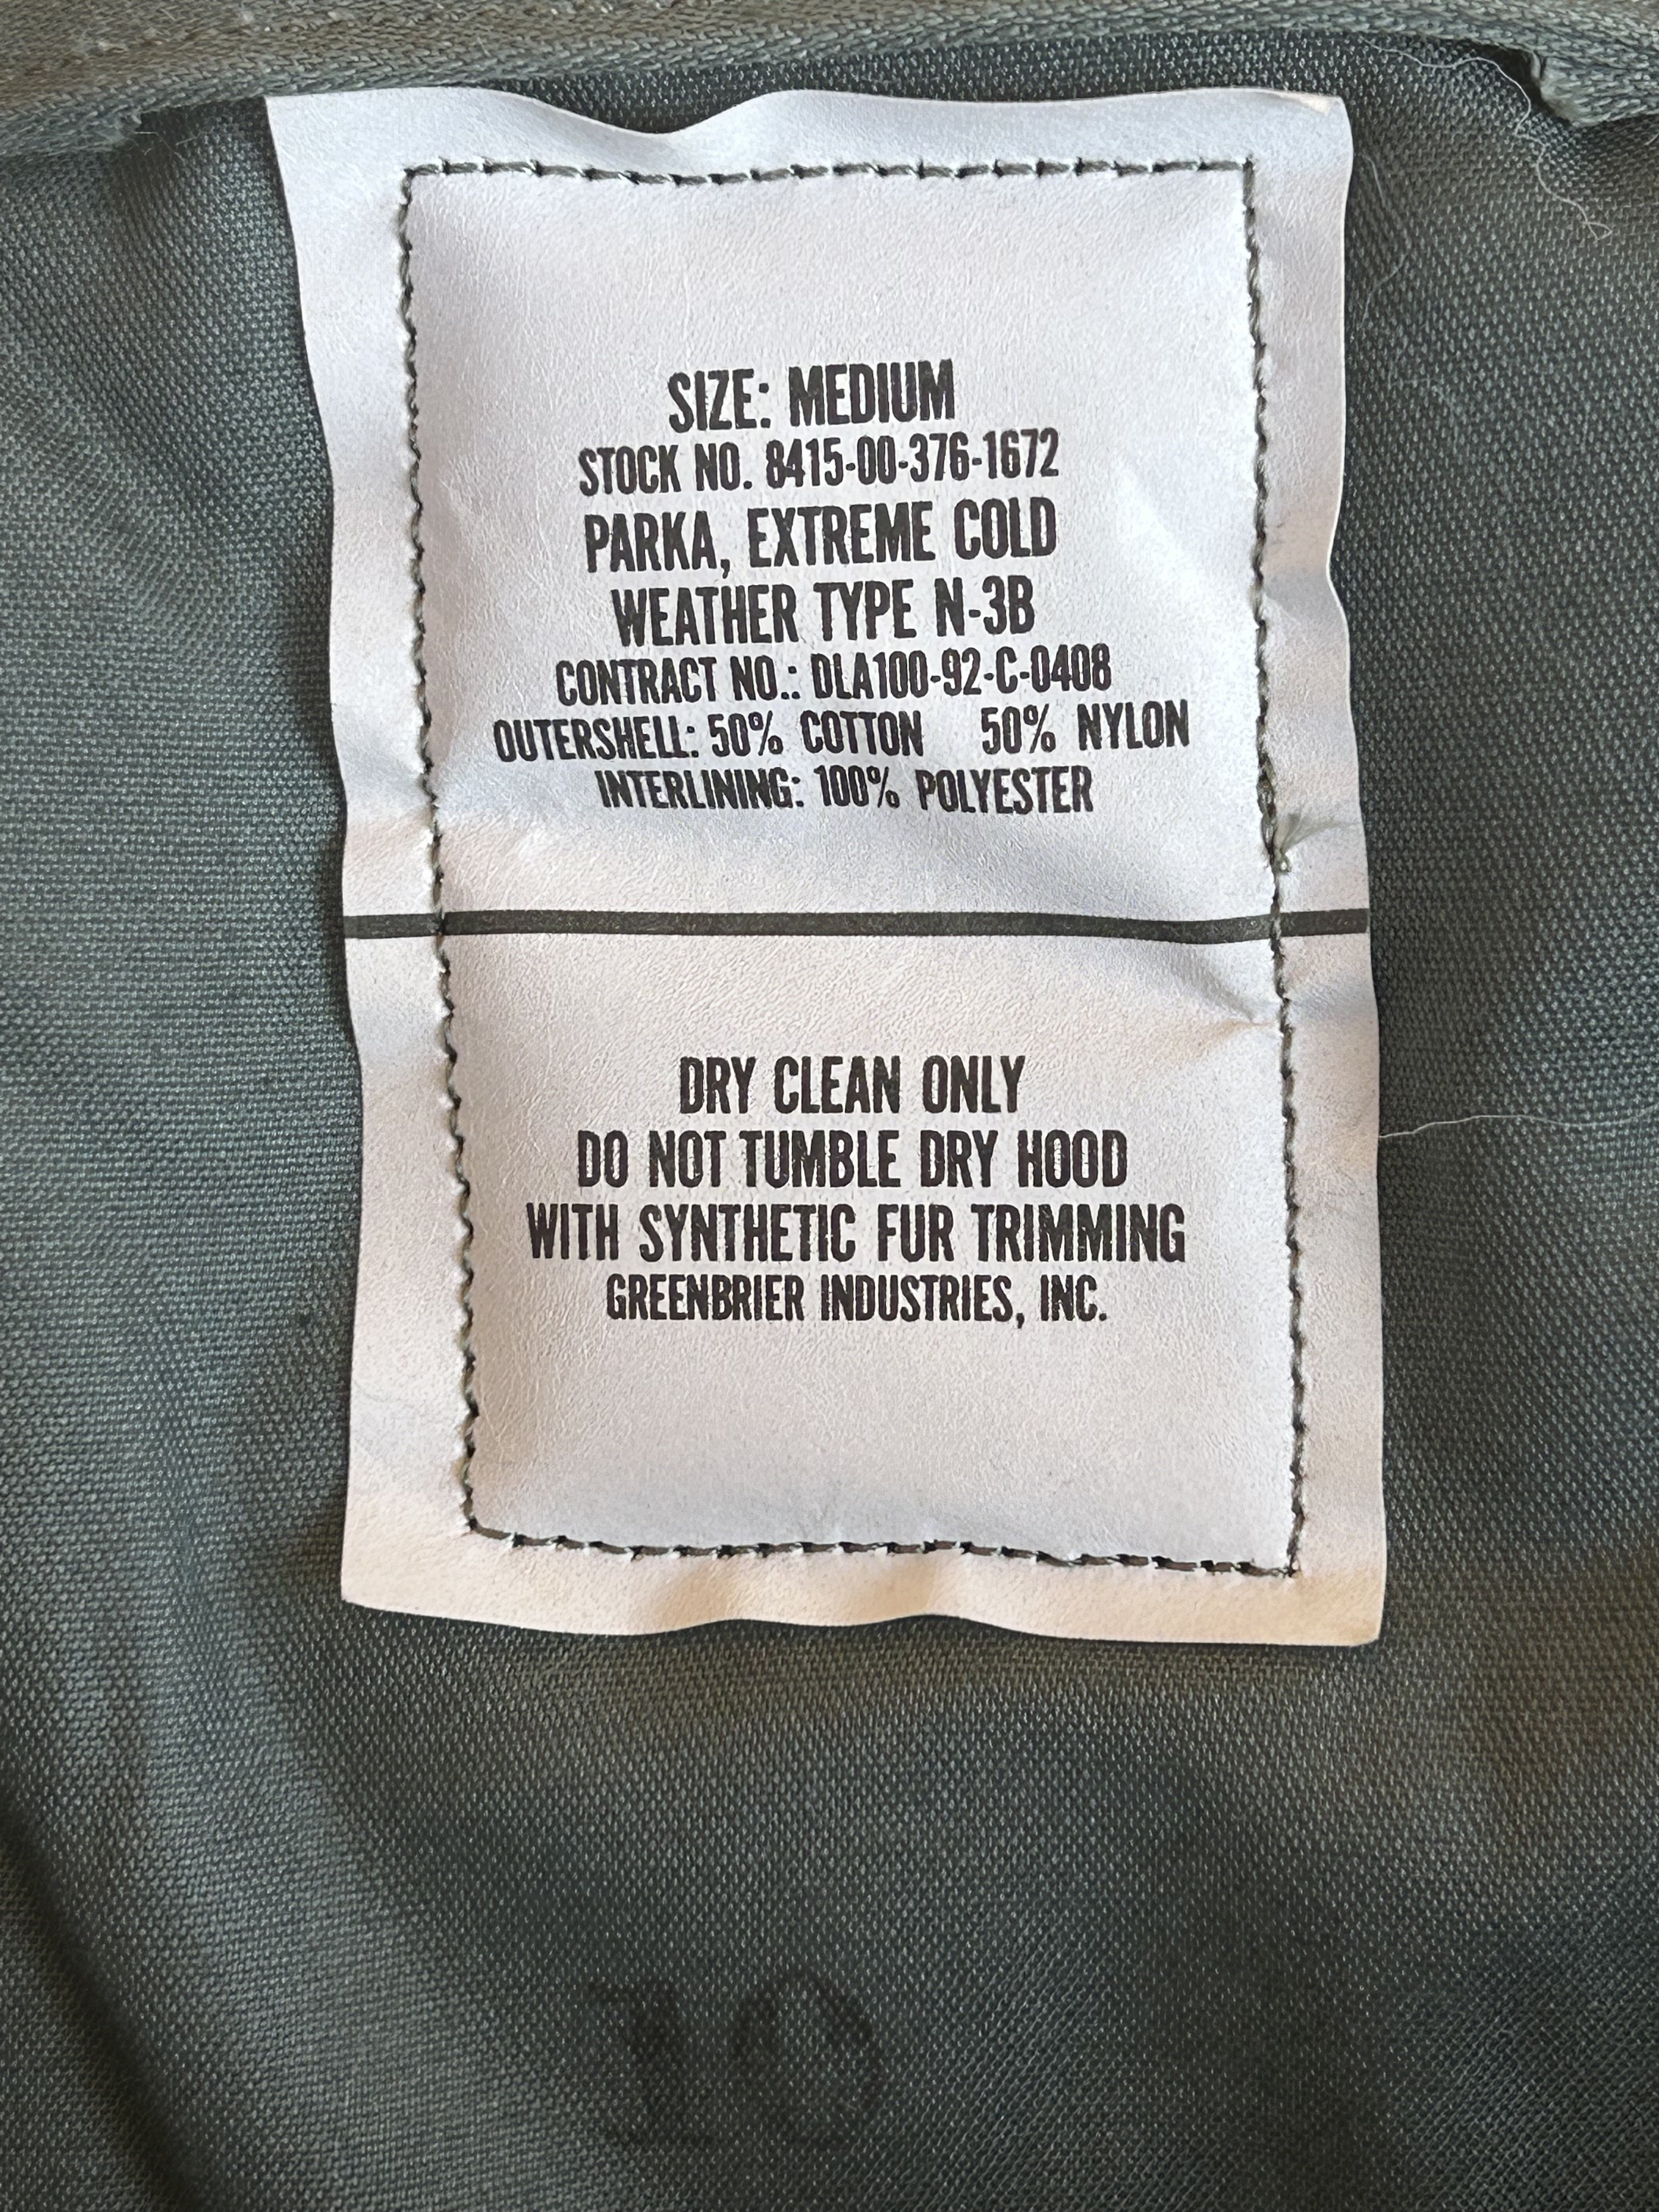 SIZE: MEDIUM
STOCK NO. 8415-00-376-1672
PARKA, EXTREME COLD
WEATHER TYPE N-3B
CONTRACT NO.: DLA100-92-C-0408
OUTERSHELL: 50% COTTON 50% NYLON
INTERLINING: 100% POLYESTER
DRY CLEAN ONLY
DO NOT TUMBLE DRY HOOD
WITH SYNTHETIC FUR TRIMMING
GREENBRIER INDUSTRIES, INC.